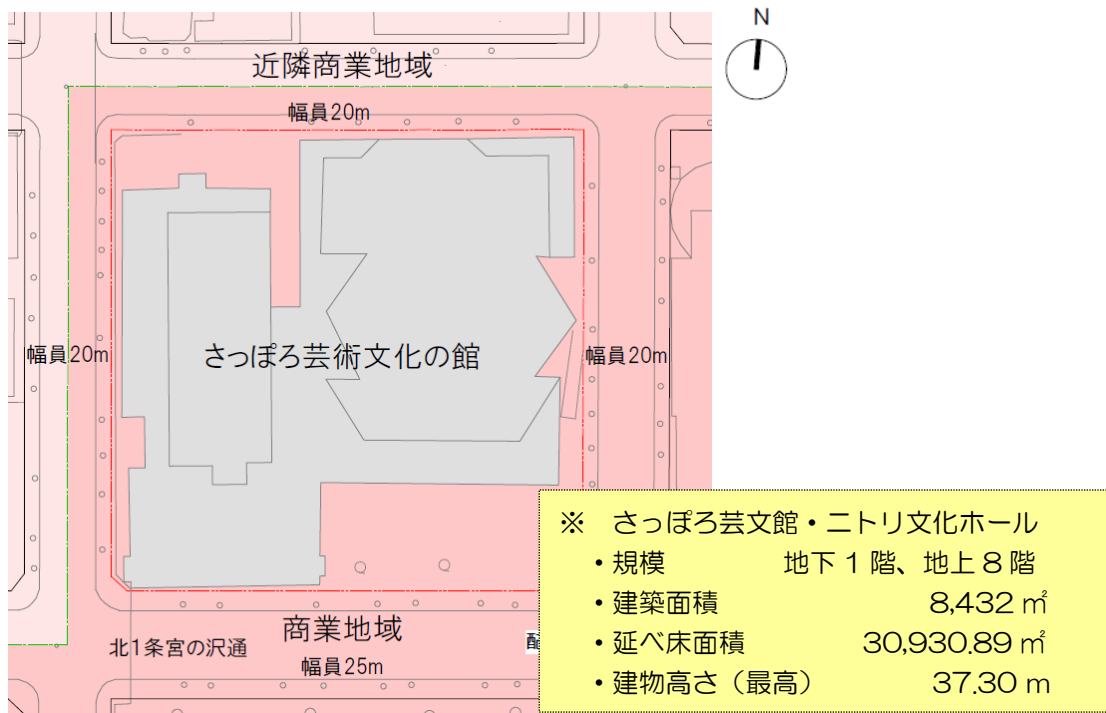 N
近隣商業地域
幅員20m
幅員20m
さっぽろ芸術文化の館
幅員20m
商業地域
北1条宮の沢通
幅員25m
※ さっぽろ芸文館・ニトリ文化ホール
・規模 地下1階、地上8階
・建築面積 8,432 ㎡
・延べ床面積 30,930.89 ㎡
・建物高さ（最高） 37.30 m